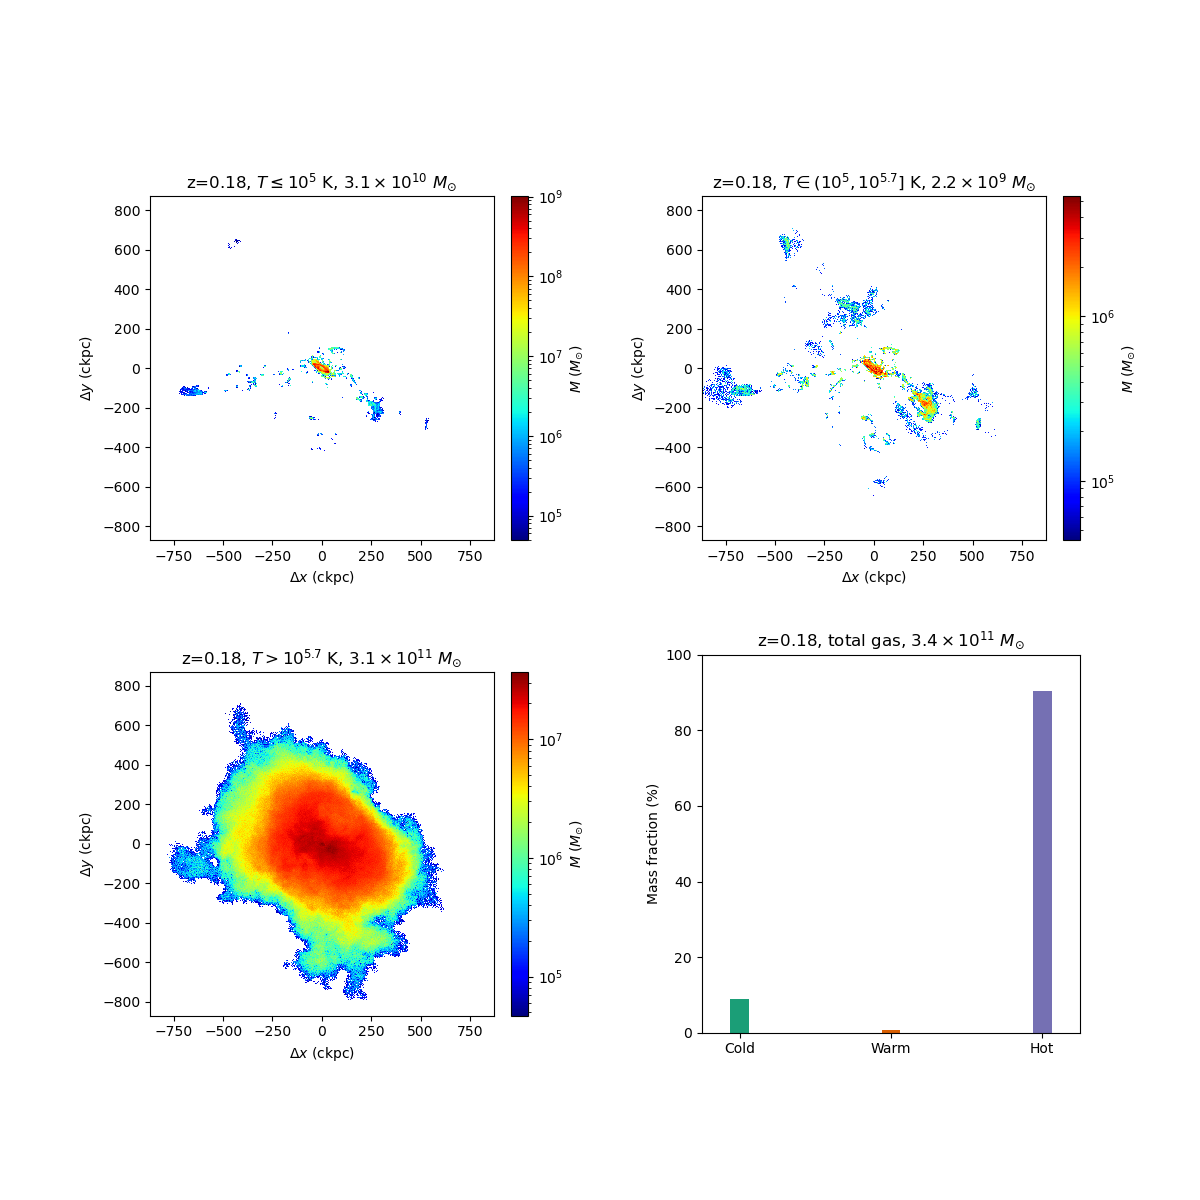 z=0.18, T ≤ 10^5 K, 3.1 × 10^10 M⊙
800
600
400
200
0
−200
−400
−600
−800
Δy (ckpc)
−750 −500 −250 0 250 500 750
Δx (ckpc)
10^9
10^8
10^7
10^6
10^5
M (M⊙)
z=0.18, T ∈ (10^5, 10^5.7] K, 2.2 × 10^9 M⊙
800
600
400
200
0
−200
−400
−600
−800
Δy (ckpc)
−750 −500 −250 0 250 500 750
Δx (ckpc)
10^6
10^5
M (M⊙)
z=0.18, T > 10^5.7 K, 3.1 × 10^11 M⊙
800
600
400
200
0
−200
−400
−600
−800
Δy (ckpc)
−750 −500 −250 0 250 500 750
Δx (ckpc)
10^7
10^6
10^5
M (M⊙)
z=0.18, total gas, 3.4 × 10^11 M⊙
100
80
60
40
20
0
Mass fraction (%)
Cold Warm Hot